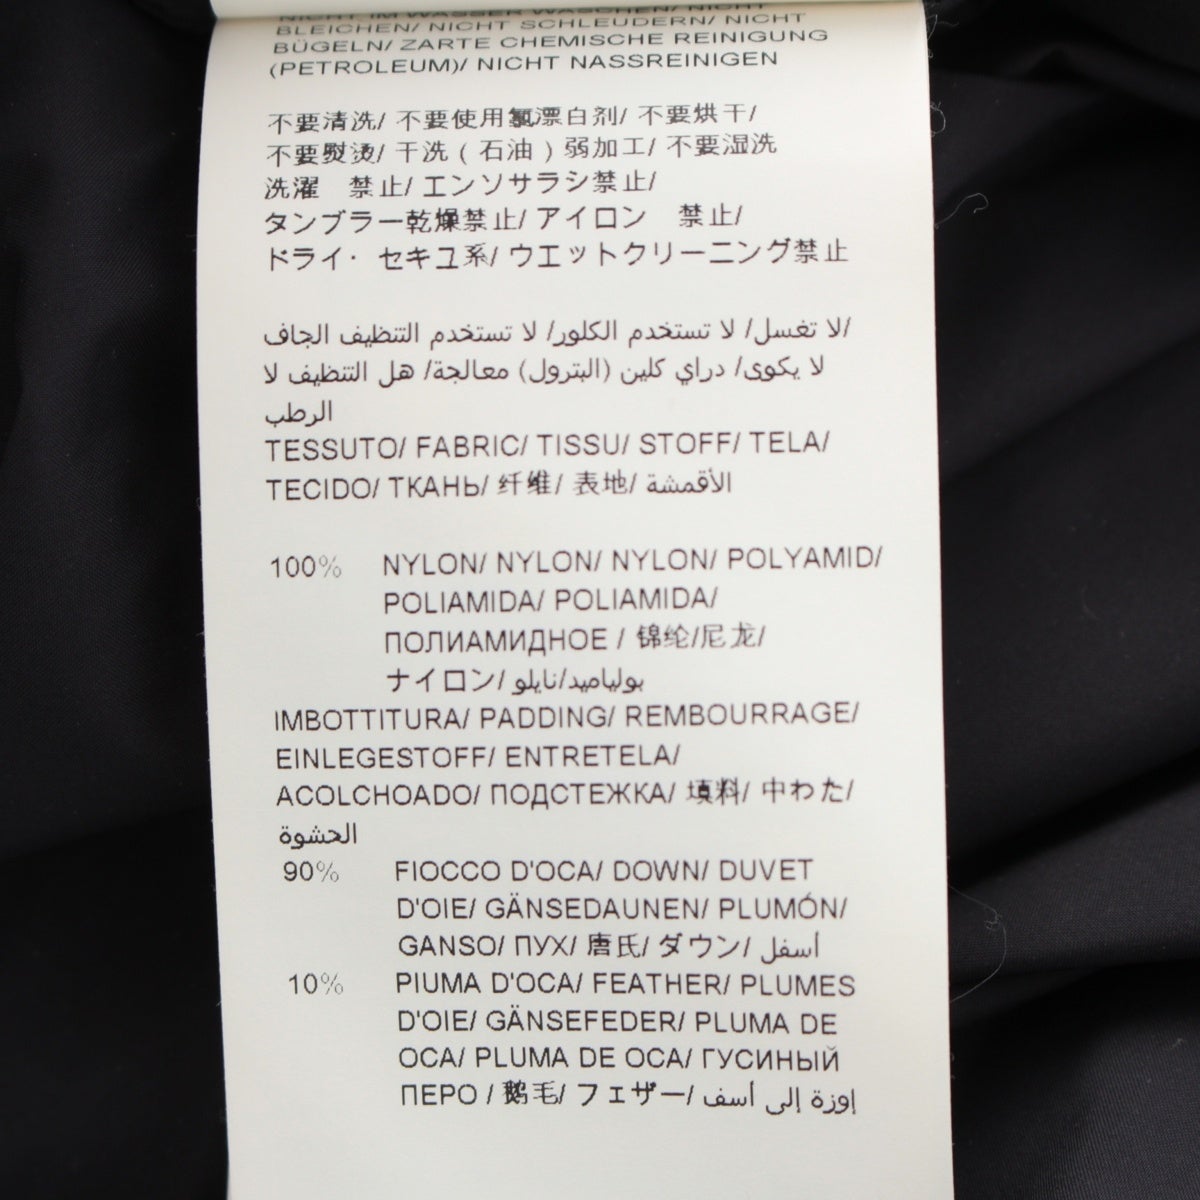 NICHT IM WASSER WASCHEN/ NICHT
BLEICHEN/ NICHT SCHLEUDERN/ NICHT
BÜGELN/ ZARTE CHEMISCHE REINIGUNG
(PETROLEUM)/ NICHT NASSREINIGEN
不要清洗/ 不要使用氯漂白剂/ 不要烘干/
不要熨烫/ 干洗 ( 石油 ) 弱加工/ 不要湿洗
洗濯　禁止/ エンソサラシ禁止/
タンブラー乾燥禁止/ アイロン　禁止/
ドライ・ セキユ系/ ウエットクリーニング禁止
لا تغسل/ لا تستخدم الكلور/ لا تستخدم التنظيف الجاف/
لا يكوى/ دراي كلين (البترول) معالجة/ هل التنظيف لا
الرطب
TESSUTO/ FABRIC/ TISSU/ STOFF/ TELA/
TECIDO/ ТКАНЬ/ 纤维/ 表地/ الأقمشة
100% NYLON/ NYLON/ NYLON/ POLYAMID/
POLIAMIDA/ POLIAMIDA/
ПОЛИАМИДНОЕ / 锦纶/尼龙/
ナイロン/ بولياميد/نايلو
IMBOTTITURA/ PADDING/ REMBOURRAGE/
EINLEGESTOFF/ ENTRETELA/
ACOLCHOADO/ ПОДСТЕЖКА/ 填料/ 中わた/
الحشوة
90% FIOCCO D'OCA/ DOWN/ DUVET
D'OIE/ GÄNSEDAUNEN/ PLUMÓN/
GANSO/ ПУХ/ 唐氏/ ダウン/ أسفل
10% PIUMA D'OCA/ FEATHER/ PLUMES
D'OIE/ GÄNSEFEDER/ PLUMA DE
OCA/ PLUMA DE OCA/ ГУСИНЫЙ
ПЕРО / 鹅毛/ フェザー/ إوزة إلى أسف